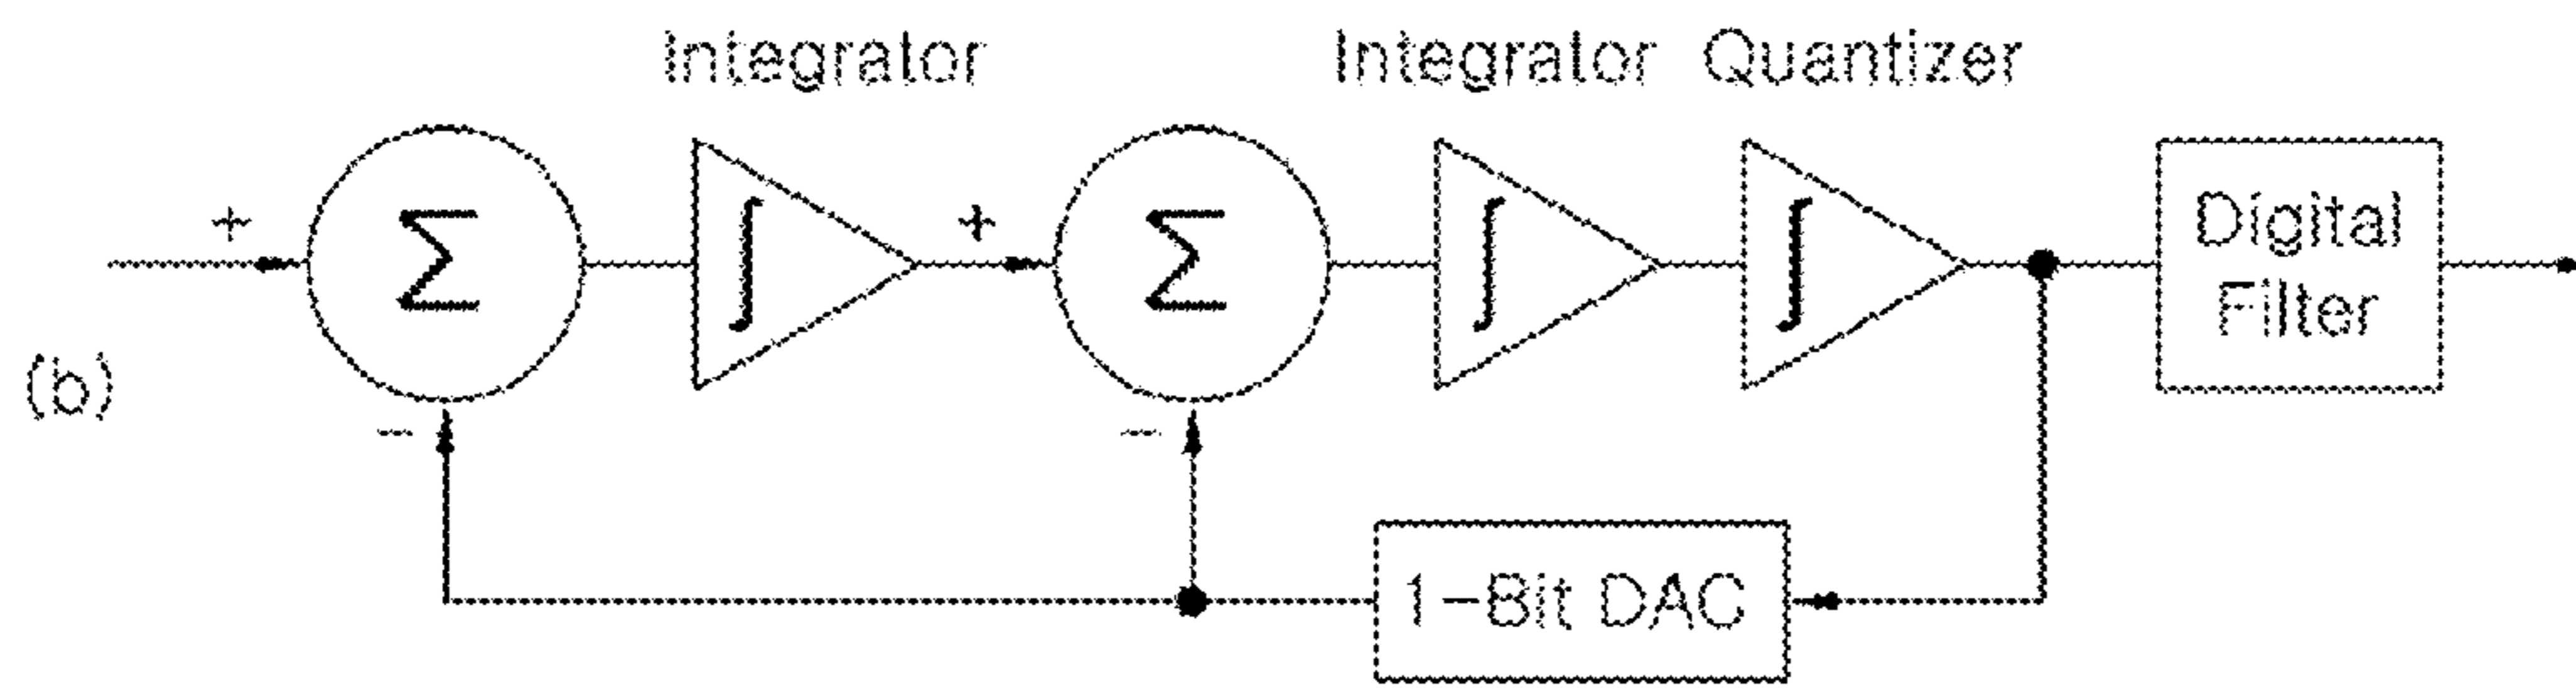 Integrator
Integrator Quantizer
+
Σ
∫
+
Σ
∫
∫
Digital
Filter
(b)
−
−
1-Bit DAC